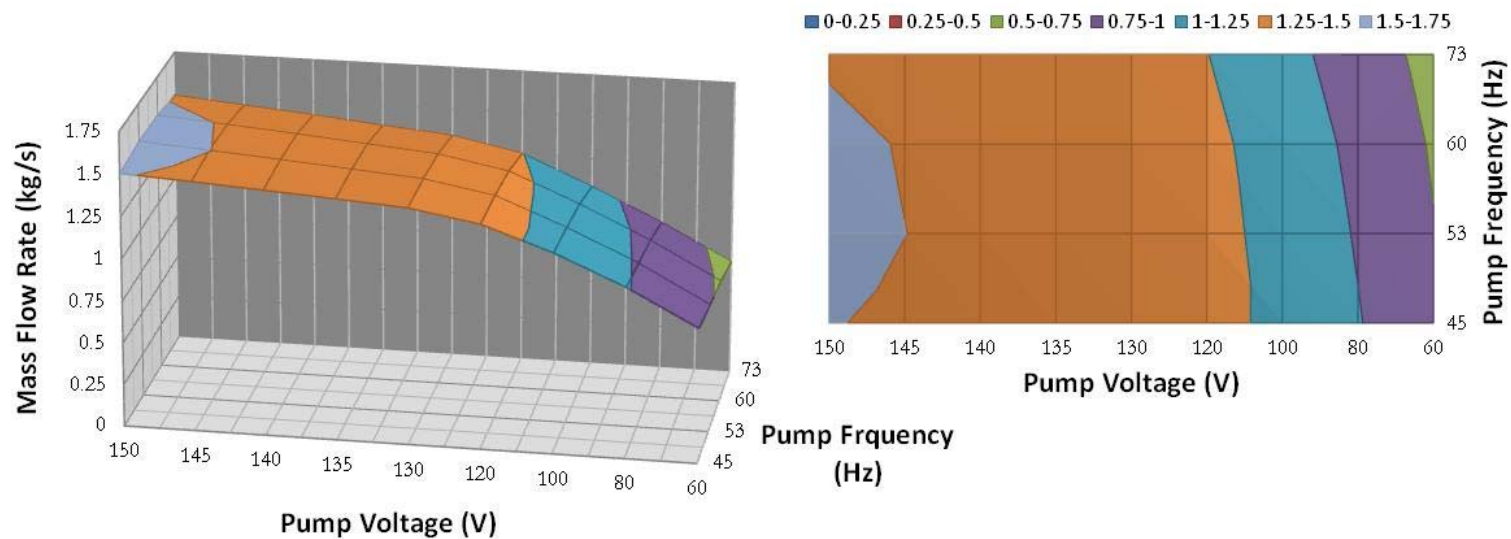 1.75
1.5
1.25
1
0.75
0.5
0.25
0
Mass Flow Rate (kg/s)
150 145 140 135 130 120 100 80 60
73
60
53
45
Pump Voltage (V)
Pump Frquency
(Hz)
0-0.25 0.25-0.5 0.5-0.75 0.75-1 1-1.25 1.25-1.5 1.5-1.75
73
60
53
45
Pump Frequency (Hz)
150 145 140 135 130 120 100 80 60
Pump Voltage (V)